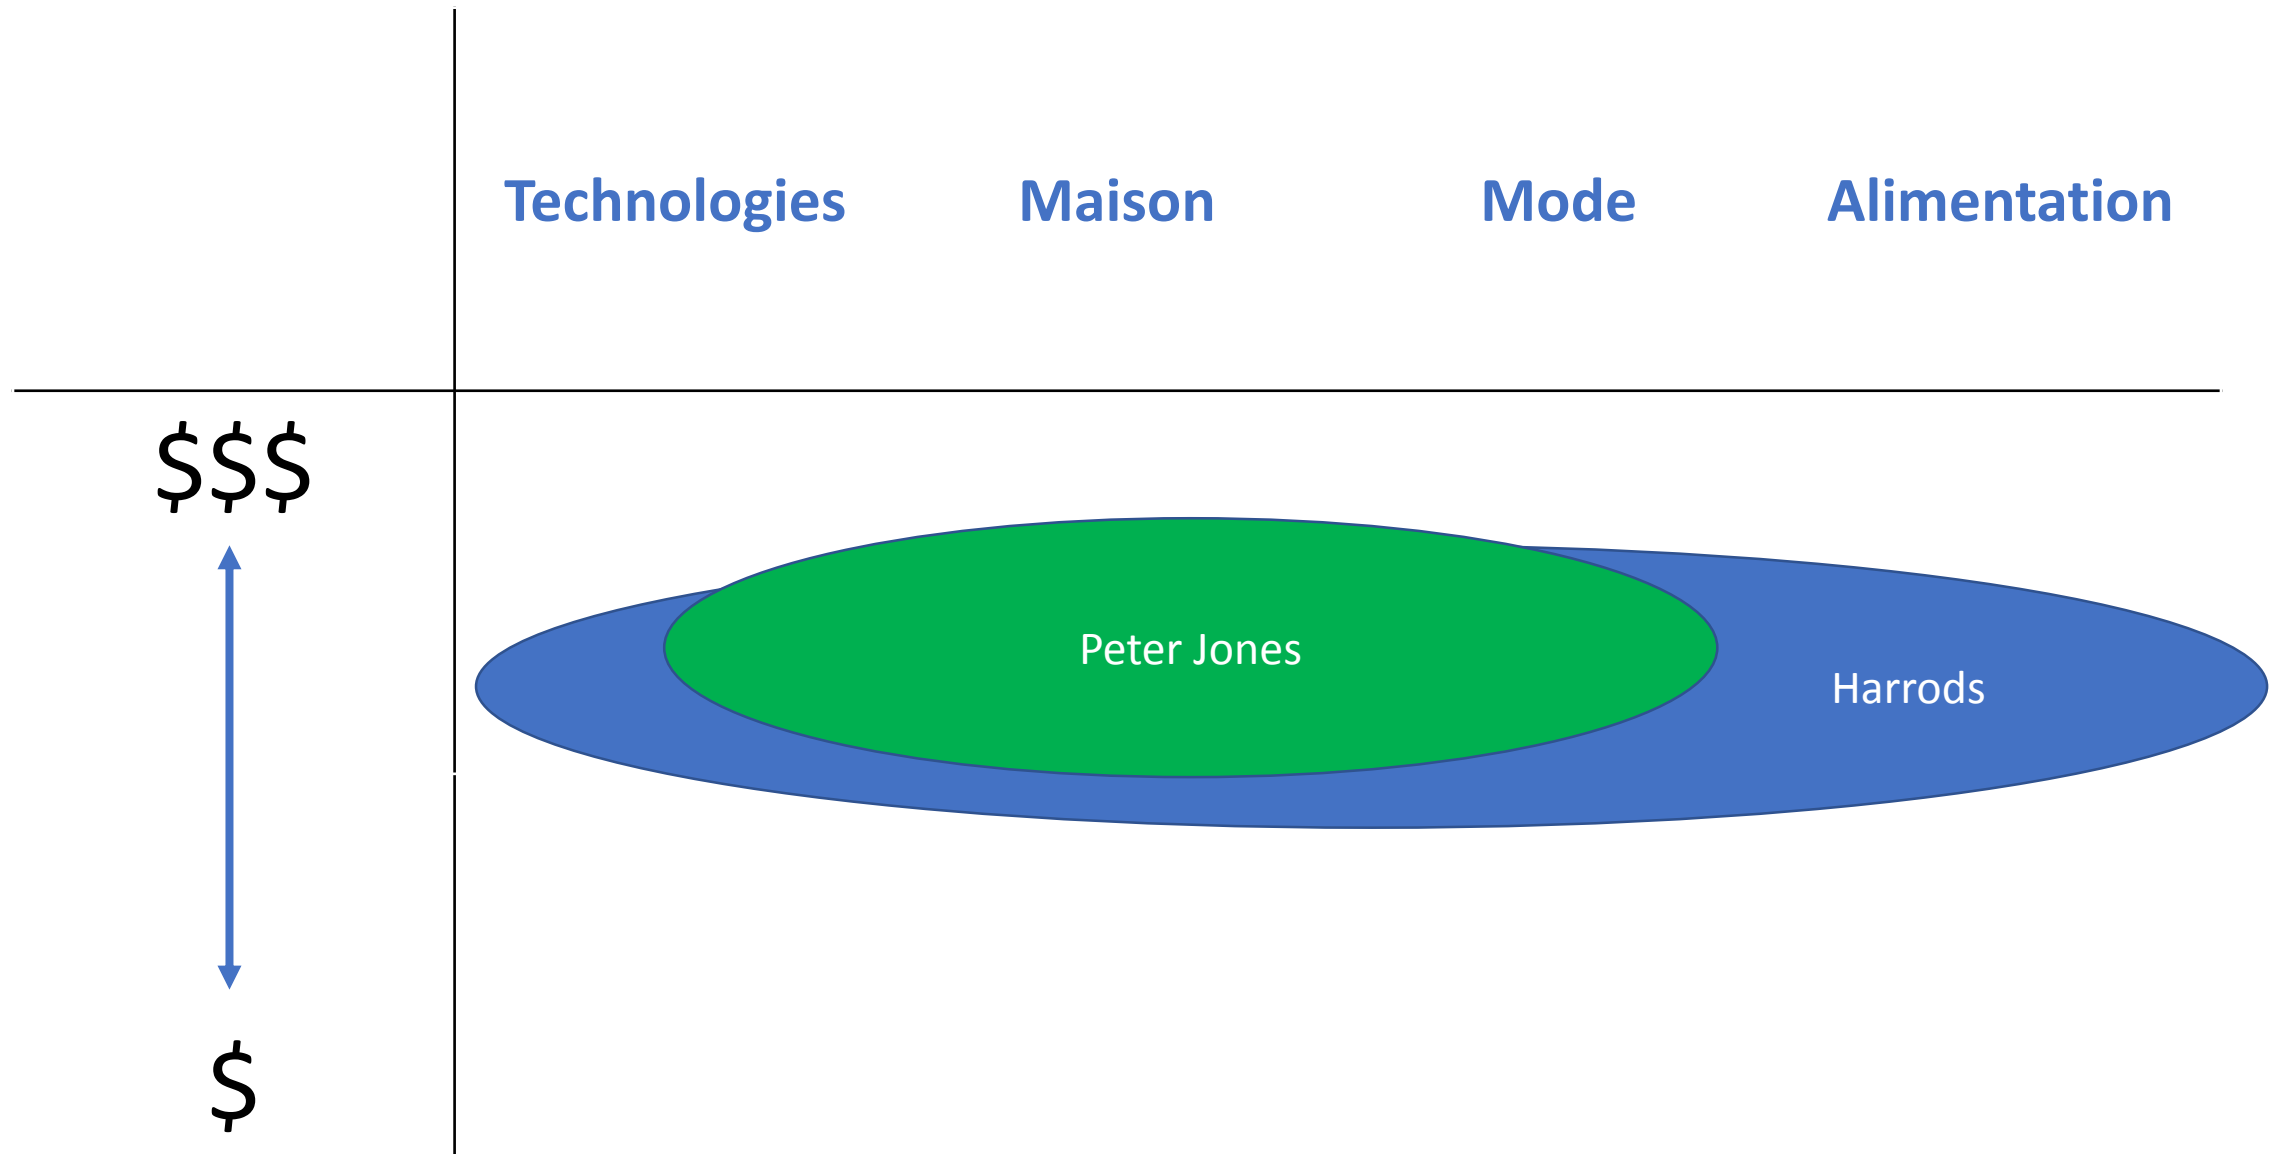 Technologies Maison Mode Alimentation
$$$
Peter Jones
Harrods
$